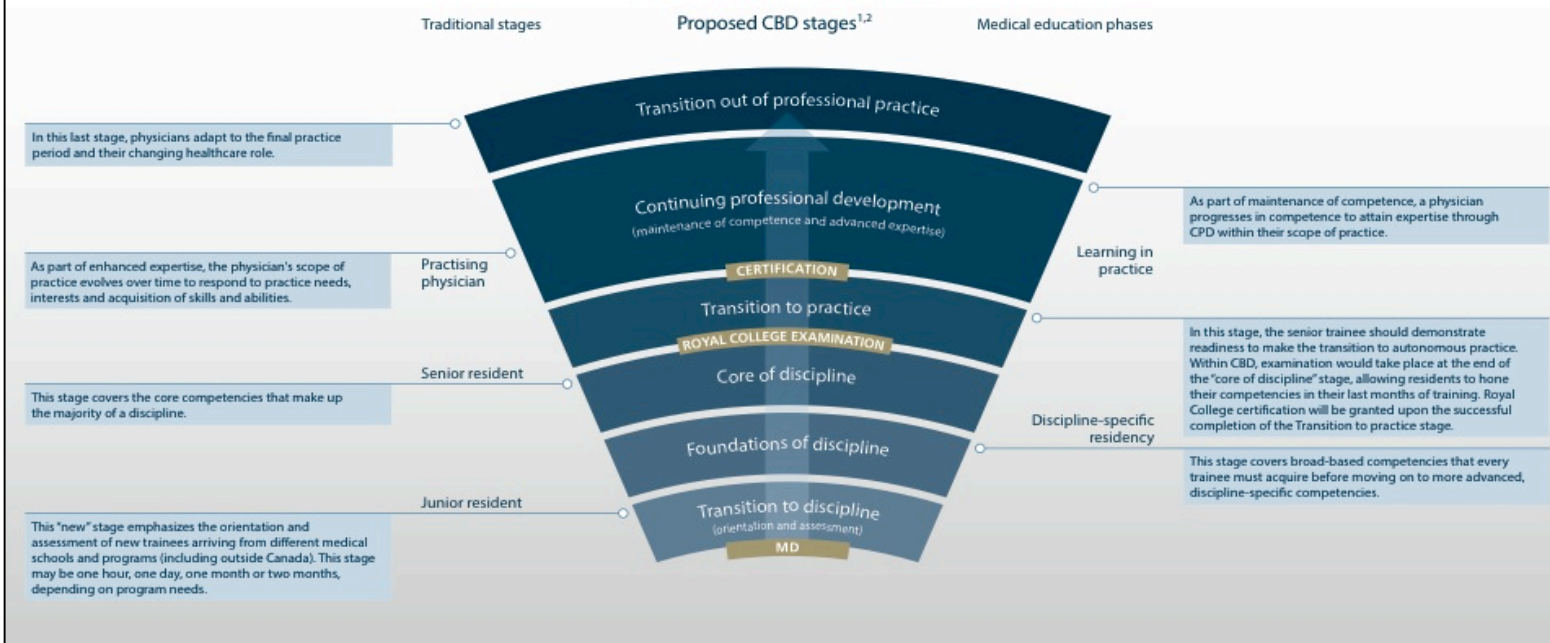 Traditional stages
Proposed CBD stages1,2
Medical education phases
Transition out of professional practice
In this last stage, physicians adapt to the final practice
period and their changing healthcare role.
Continuing professional development
(maintenance of competence and advanced expertise)
As part of maintenance of competence, a physician
progresses in competence to attain expertise through
CPD within their scope of practice.
As part of enhanced expertise, the physician's scope of
practice evolves over time to respond to practice needs,
interests and acquisition of skills and abilities.
Practising
physician
Learning in
practice
CERTIFICATION
Transition to practice
In this stage, the senior trainee should demonstrate
readiness to make the transition to autonomous practice.
Within CBD, examination would take place at the end of
the "core of discipline" stage, allowing residents to hone
their competencies in their last months of training. Royal
College certification will be granted upon the successful
completion of the Transition to practice stage.
ROYAL COLLEGE EXAMINATION
Senior resident
Core of discipline
This stage covers the core competencies that make up
the majority of a discipline.
Discipline-specific
residency
Foundations of discipline
This stage covers broad-based competencies that every
trainee must acquire before moving on to more advanced,
discipline-specific competencies.
Junior resident
Transition to discipline
(orientation and assessment)
This "new" stage emphasizes the orientation and
assessment of new trainees arriving from different medical
schools and programs (including outside Canada). This stage
may be one hour, one day, one month or two months,
depending on program needs.
MD